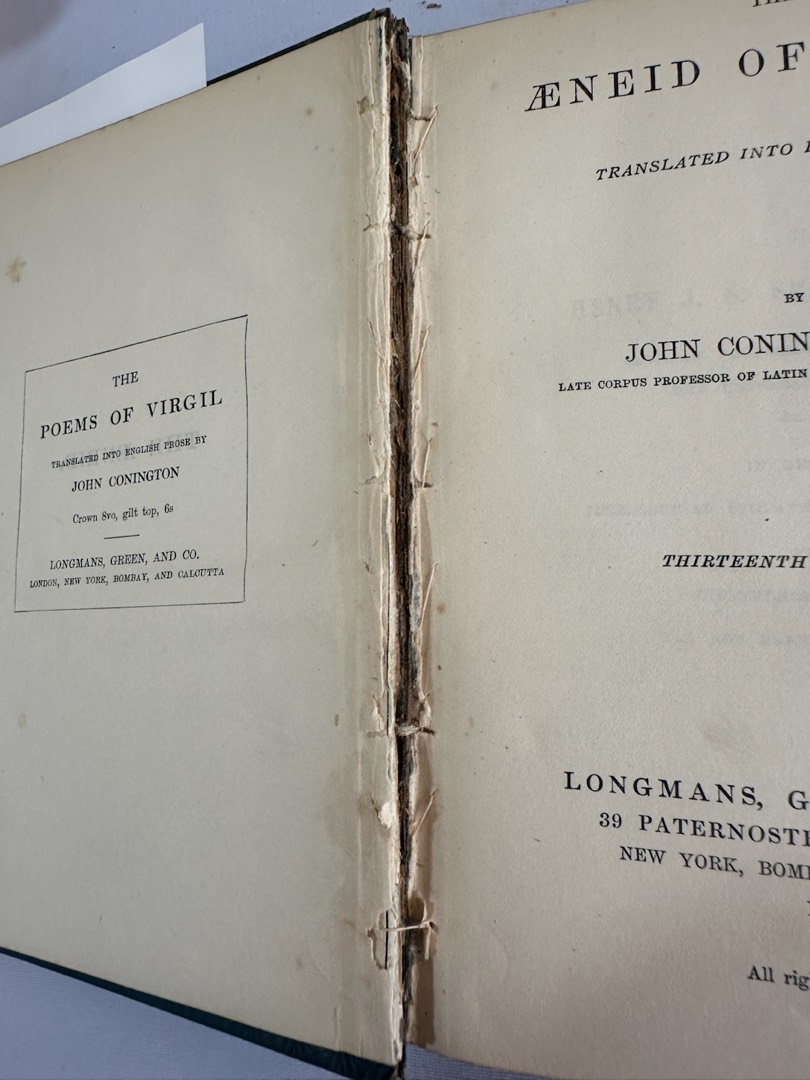 THE
POEMS OF VIRGIL
TRANSLATED INTO ENGLISH PROSE BY
JOHN CONINGTON
Crown 8vo, gilt top, 6s
LONGMANS, GREEN, AND CO.
LONDON, NEW YORK, BOMBAY, AND CALCUTTA
ÆNEID OF
TRANSLATED INTO
BY
JOHN CONIN
LATE CORPUS PROFESSOR OF LATIN
THIRTEENTH
LONGMANS, G
39 PATERNOST
NEW YORK, BOM
All rig